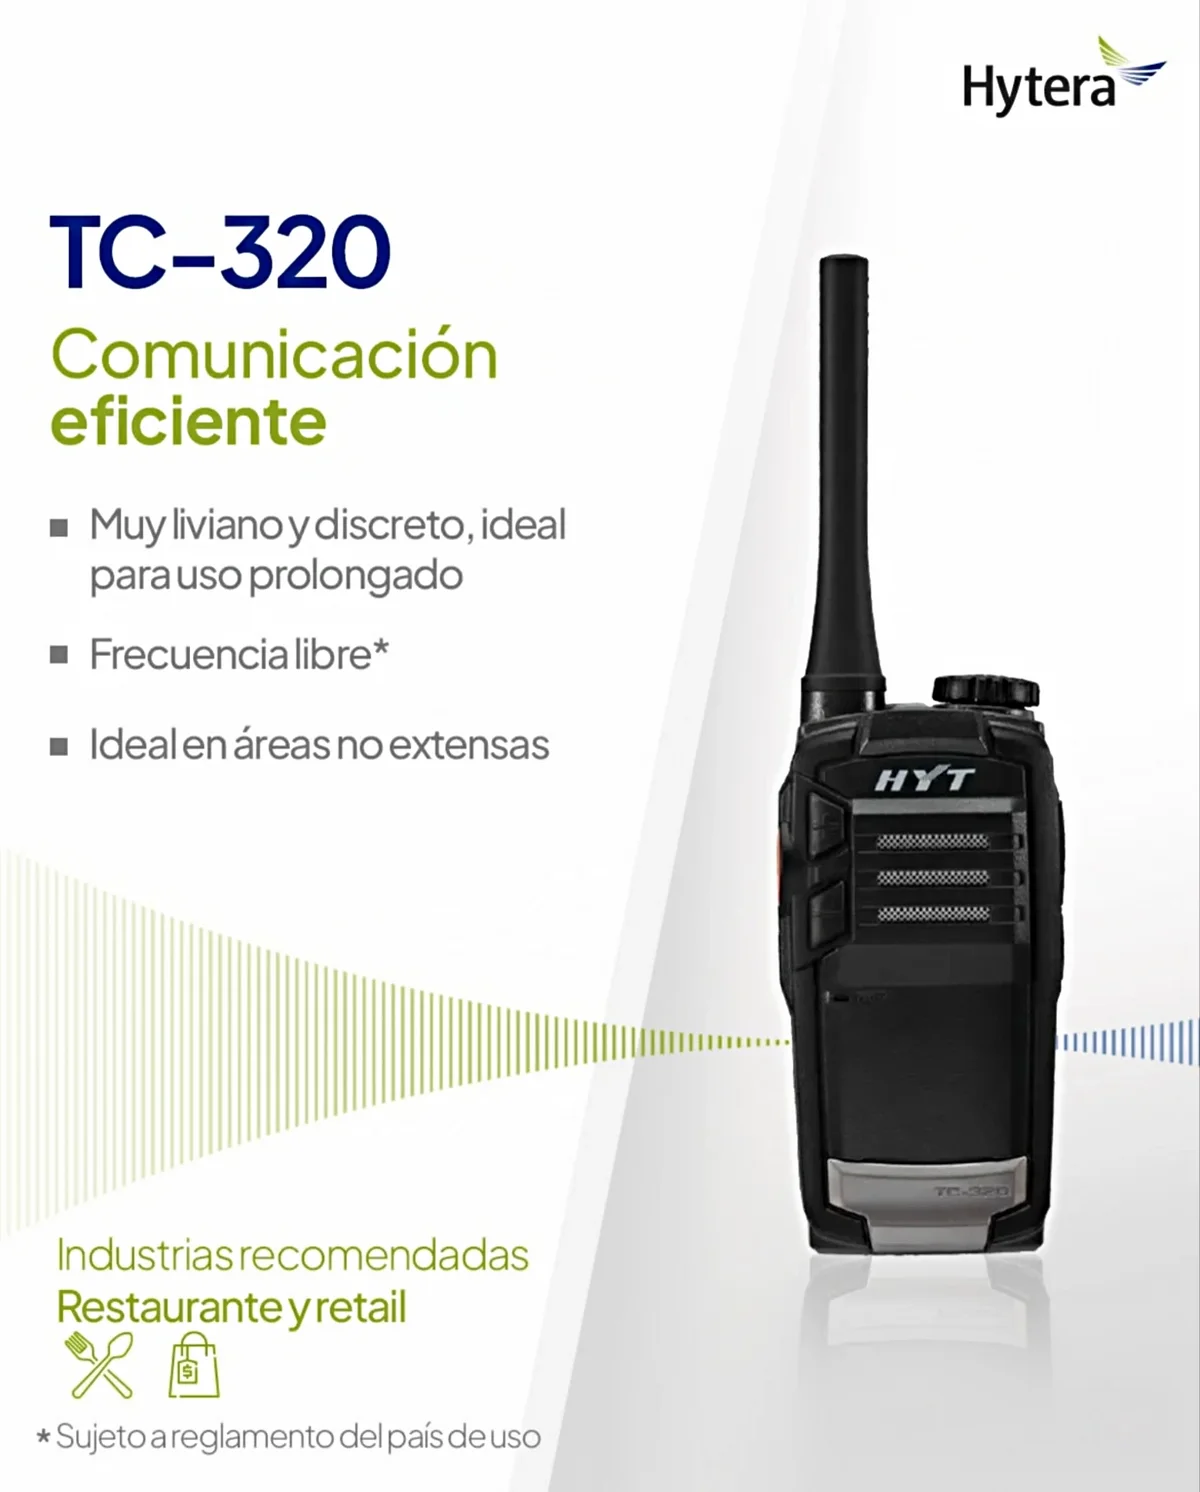 Hytera
TC-320
Comunicación
eficiente
Muy liviano y discreto, ideal
para uso prolongado
Frecuencia libre*
Ideal en áreas no extensas
HYT
TC-320
Industrias recomendadas
Restaurante y retail
$
* Sujeto a reglamento del país de uso